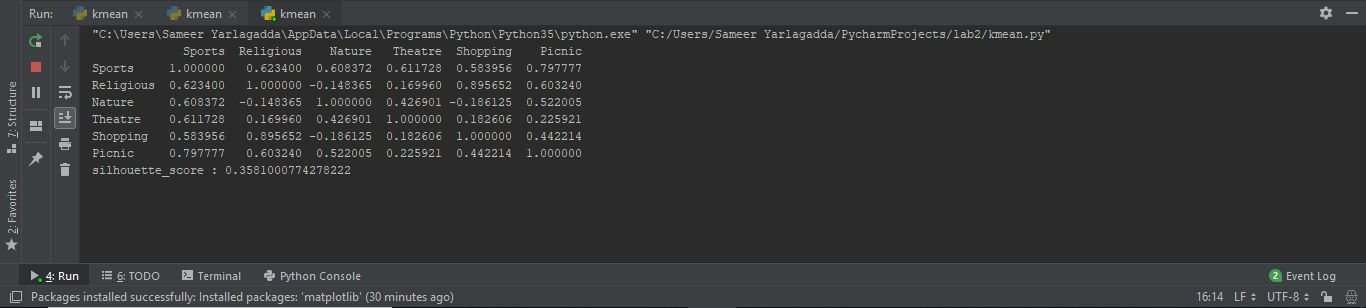 Run: kmean × kmean × kmean ×
"C:\Users\Sameer Yarlagadda\AppData\Local\Programs\Python\Python35\python.exe" "C:/Users/Sameer Yarlagadda/PycharmProjects/lab2/kmean.py"
Sports Religious Nature Theatre Shopping Picnic
Sports 1.000000 0.623400 0.608372 0.611728 0.583956 0.797777
Religious 0.623400 1.000000 -0.148365 0.169960 0.895652 0.603240
Nature 0.608372 -0.148365 1.000000 0.426901 -0.186125 0.522005
Theatre 0.611728 0.169960 0.426901 1.000000 0.182606 0.225921
Shopping 0.583956 0.895652 -0.186125 0.182606 1.000000 0.442214
Picnic 0.797777 0.603240 0.522005 0.225921 0.442214 1.000000
silhouette_score : 0.3581000774278222
7: Structure
2: Favorites
4: Run 6: TODO Terminal Python Console 2 Event Log
Packages installed successfully: Installed packages: 'matplotlib' (30 minutes ago) 16:14 LF UTF-8